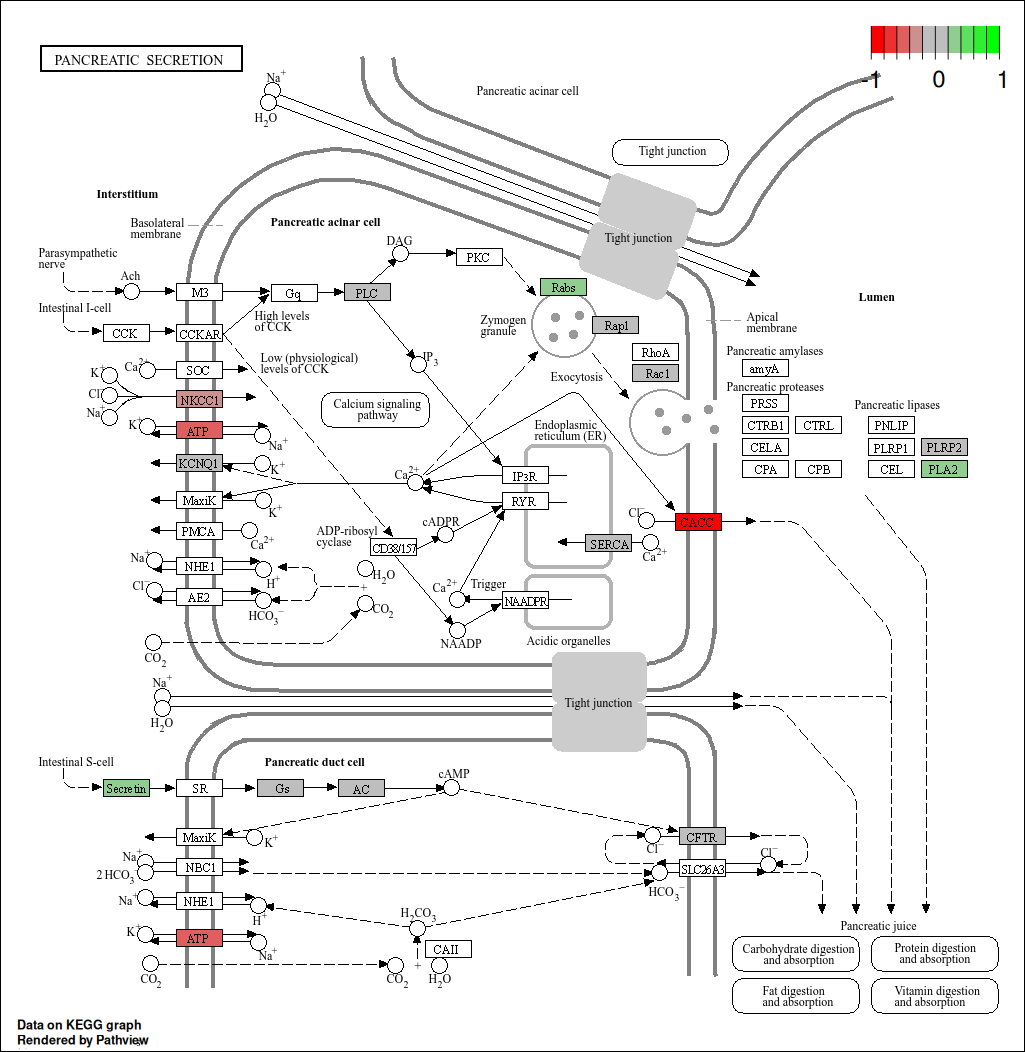 PANCREATIC SECRETION
-1 0 1
Na+
H2O
Pancreatic acinar cell
Tight junction
Interstitium
Basolateral
membrane
Pancreatic acinar cell
Tight junction
Parasympathetic
nerve
Ach
M3
Gq
PLC
DAG
PKC
Rabs
Lumen
Intestinal I-cell
CCK
CCKAR
High levels
of CCK
Zymogen
granule
Rap1
Apical
membrane
IP3
RhoA
Rac1
Exocytosis
Low (physiological)
levels of CCK
Ca2+
SOC
K+
Cl−
Na+
NKCC1
Calcium signaling
pathway
Pancreatic amylases
amyA
Pancreatic proteases
PRSS
CTRB1
CTRL
CELA
CPA
CPB
Pancreatic lipases
PNLIP
PLRP1
PLRP2
CEL
PLA2
K+
ATP
Na+
KCNQ1
K+
Endoplasmic
reticulum (ER)
Ca2+
IP3R
RYR
MaxiK
K+
PMCA
Ca2+
ADP-ribosyl
cyclase
cADPR
CD38/157
Cl−
CACC
SERCA
Ca2+
Na+
NHE1
H+
Cl−
AE2
HCO3−
H2O
+
CO2
Ca2+
Trigger
NAADPR
NAADP
Acidic organelles
CO2
Na+
H2O
Tight junction
Intestinal S-cell
Pancreatic duct cell
Secretin
SR
Gs
AC
cAMP
MaxiK
K+
Cl−
CFTR
Cl−
Na+
2 HCO3−
NBC1
SLC26A3
HCO3−
Na+
NHE1
H+
H2CO3
K+
ATP
Na+
CAII
+
CO2
CO2
H2O
Pancreatic juice
Carbohydrate digestion
and absorption
Protein digestion
and absorption
Fat digestion
and absorption
Vitamin digestion
and absorption
Data on KEGG graph
Rendered by Pathview